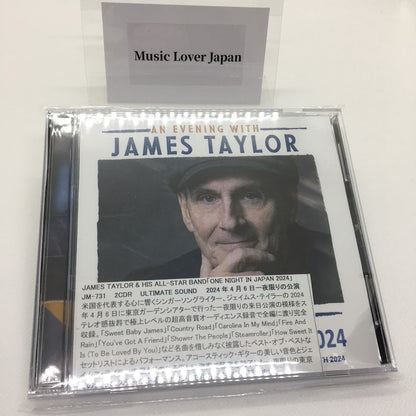 Music Lover Japan
AN EVENING WITH
JAMES TAYLOR
JAMES TAYLOR & HIS ALL-STAR BAND「ONE NIGHT IN JAPAN 2024」
JM-731 2CDR ULTIMATE SOUND 2024年4月6日一夜限りの公演
米国を代表する心に響くシンガーソングライター、ジェイムス・テイラーの2024
年4月6日に東京ガーデンシアターで行った一夜限りの来日公演の模様をス
テレオ感抜群で極上レベルの超高音質オーディエンス録音で全編に渡り完全
収録。「Sweet Baby James」「Country Road」「Carolina In My Mind」「Fire And
Rain」「You've Got A Friend」「Steamroller」「How Sweet It
Is (To Be Loved By You)」など名曲を惜しみなく披露したベスト・オブ・ベストな
セットリストによるパフォーマンス。アコースティック・ギターの美しい音色とジェ
の東京
2024
TH 2024